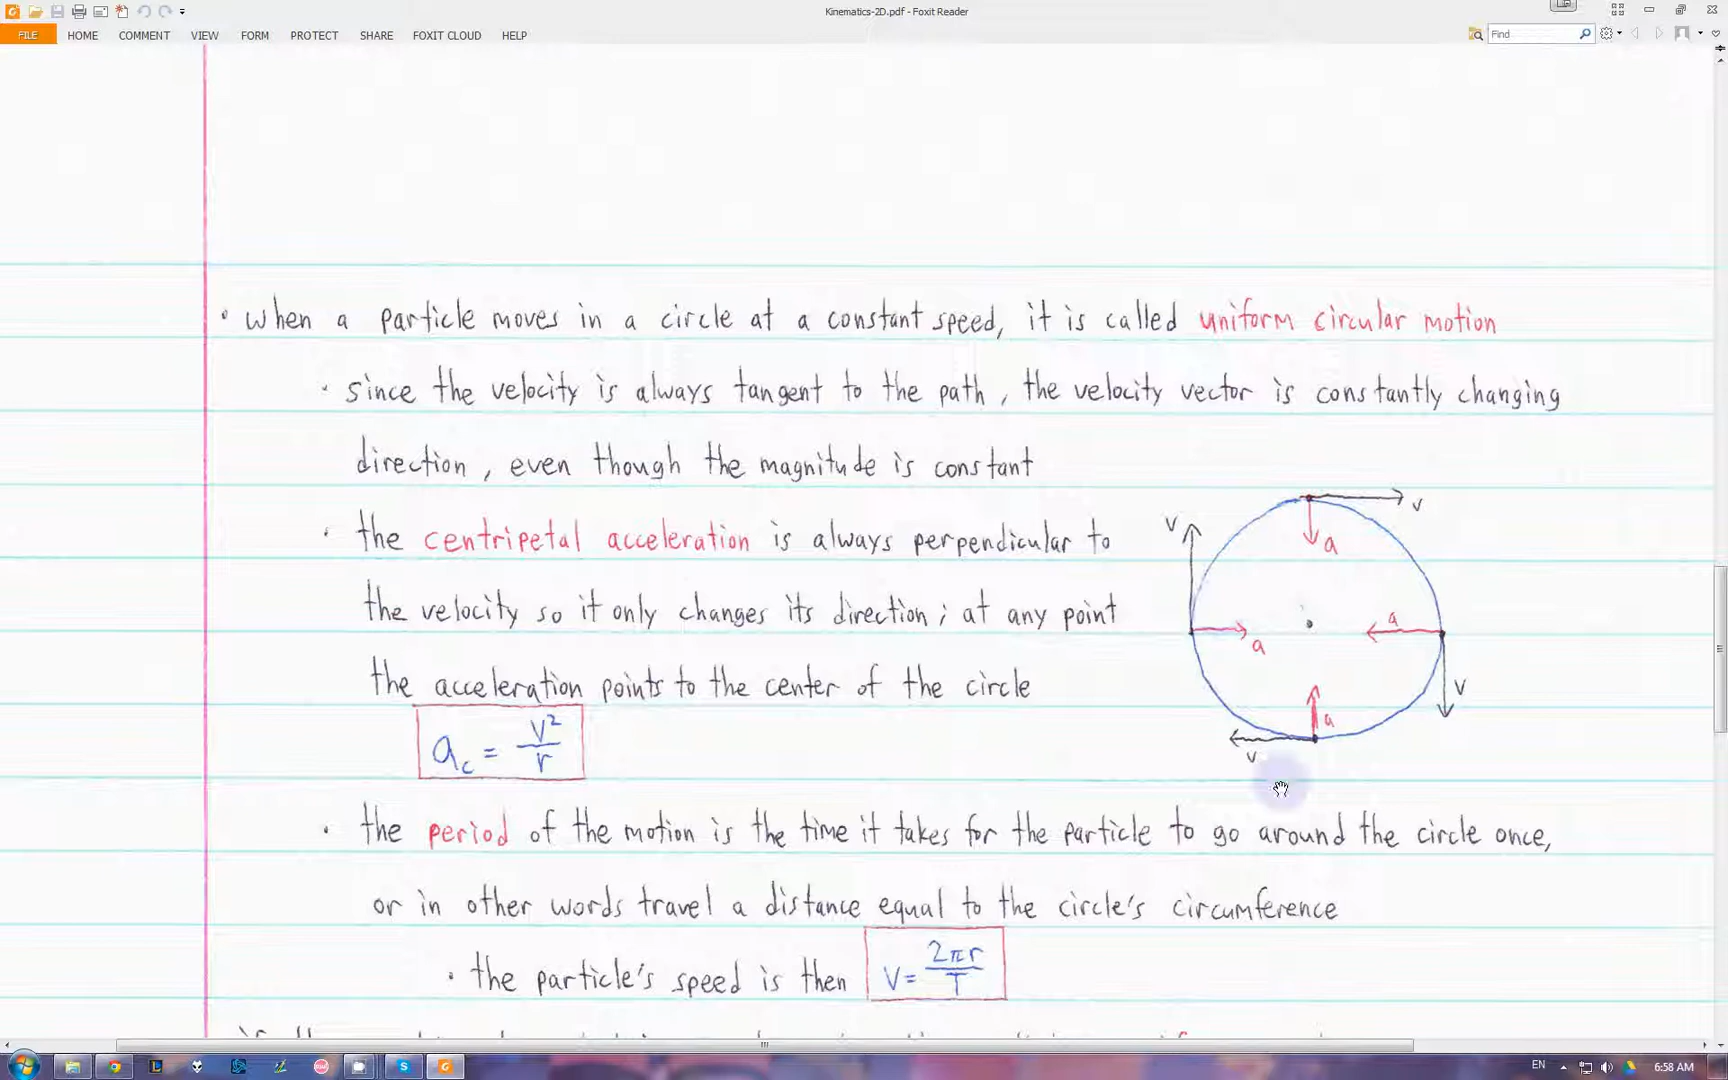 Kinematics-2D.pdf - Foxit Reader
FILE HOME COMMENT VIEW FORM PROTECT SHARE FOXIT CLOUD HELP
Find
• when a particle moves in a circle at a constant speed, it is called uniform circular motion
• since the velocity is always tangent to the path, the velocity vector is constantly changing
direction, even though the magnitude is constant
• the centripetal acceleration is always perpendicular to
the velocity so it only changes its direction; at any point
the acceleration points to the center of the circle
a_c = v²/r
v
a
v
a
a
v
a
v
• the period of the motion is the time it takes for the particle to go around the circle once,
or in other words travel a distance equal to the circle's circumference
• the particle's speed is then v = 2πr/T
EN
6:58 AM